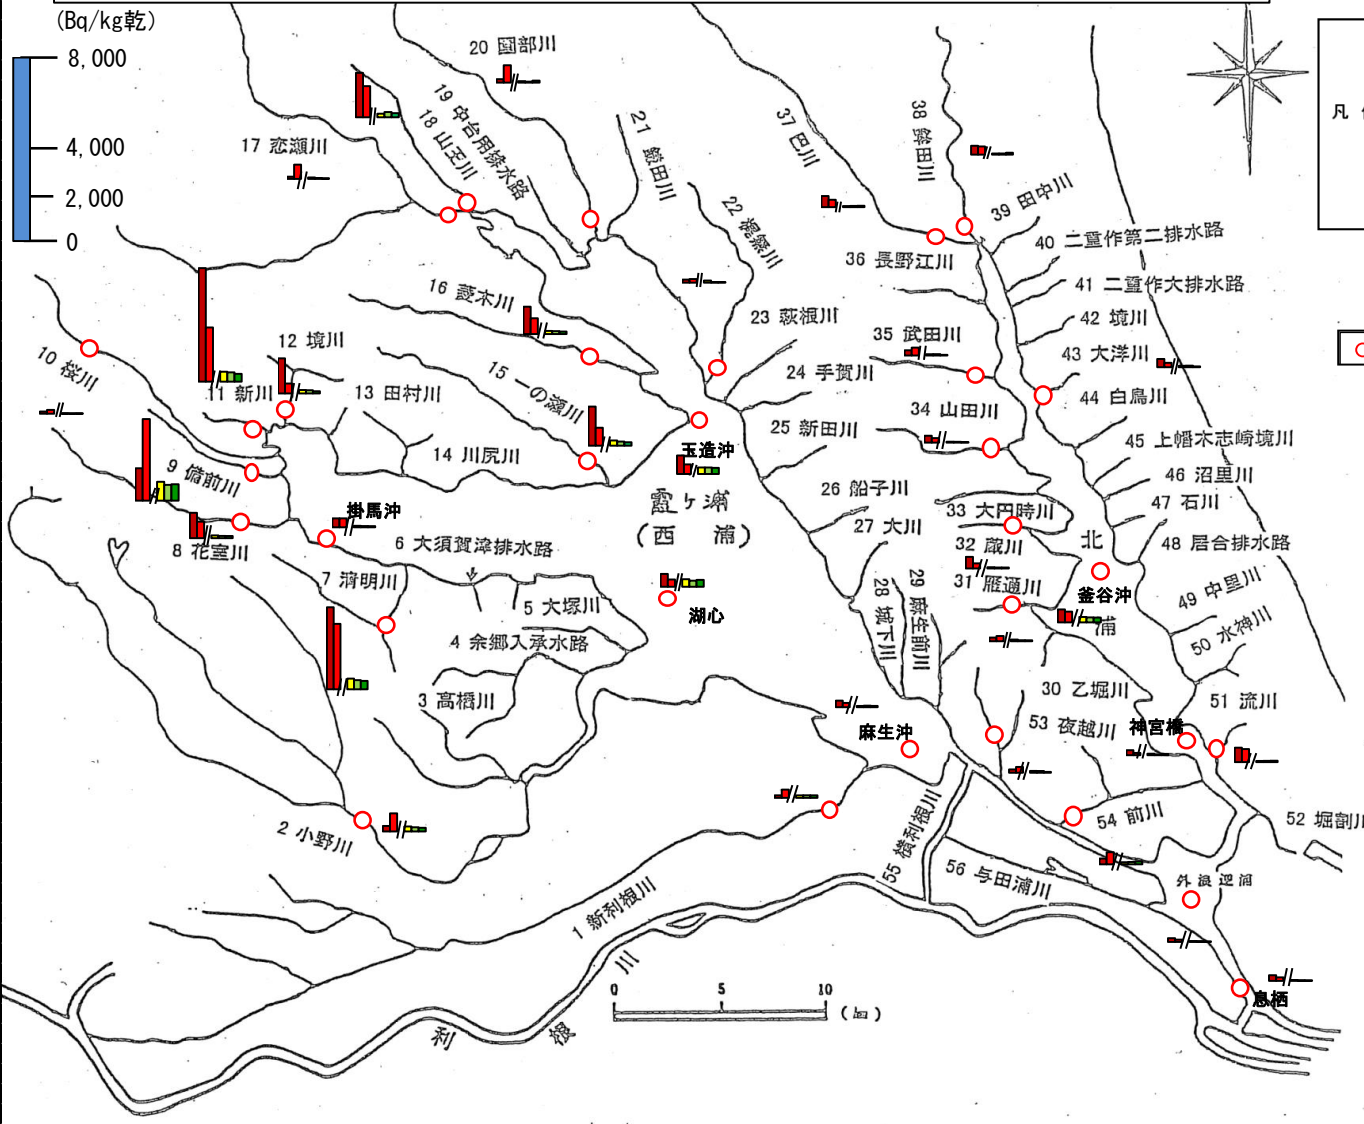 (Bq/kg乾)
8,000
4,000
2,000
0
凡
20 園部川
19 中台用排水路
18 山王川
17 恋瀬川
21 鏡田川
22 梶無川
37 巴川
38 鉾田川
39 田中川
40 二重作第二排水路
41 二重作大排水路
36 長野江川
42 境川
43 大洋川
44 白鳥川
16 菱木川
23 荻根川
35 武田川
24 手賀川
34 山田川
12 境川
10 桜川
11 新川
13 田村川
15 一の瀬川
14 川尻川
玉造沖
25 新田川
45 上幡木志崎境川
46 沼里川
47 石川
26 船子川
33 大円時川
27 大川
32 蔵川
48 居合排水路
9 備前川
8 花室川
掛馬沖
霞ヶ浦
(西 浦)
6 大須賀津排水路
7 清明川
5 大塚川
4 余郷入承水路
湖心
28 城下川
29 麻生前川
31 雁通川
北
釜谷沖
浦
49 中里川
50 水神川
3 高橋川
30 乙堀川
51 流川
神宮橋
53 夜越川
麻生沖
2 小野川
54 前川
52 堀割川
55 横利根川
56 与田浦川
外浪逆浦
1 新利根川
利
根
川
0 5 10 (㎞)
息栖